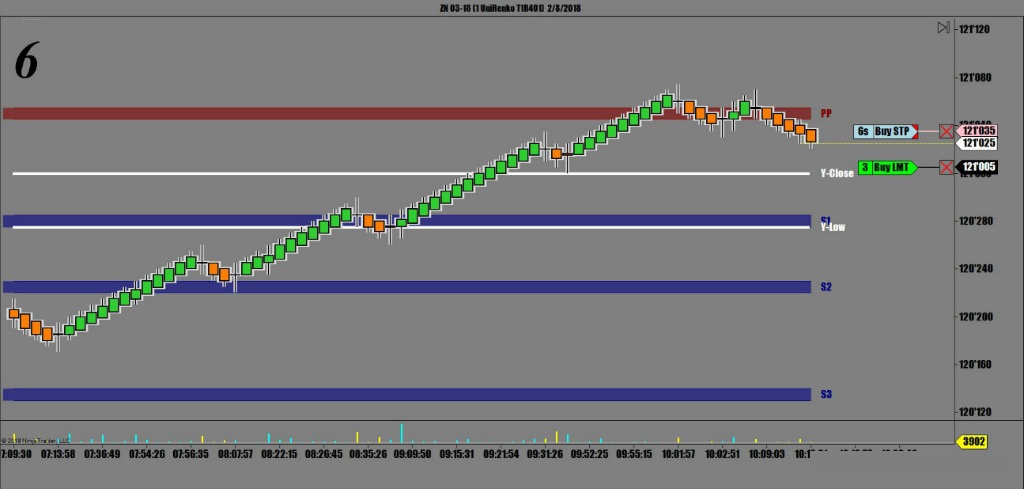 ZN 03-18 (1 UniRenko T1R4O1) 2/8/2018
6
121'120
121'080
PP
6s Buy STP
121'035
121'025
3 Buy LMT
121'005
Y-Close
S1
120'280
Y-Low
120'240
S2
120'200
120'160
S3
120'120
© 2018 NinjaTrader, LLC
3902
7:09:30 07:13:58 07:36:49 07:54:26 07:56:35 08:07:57 08:22:15 08:26:45 08:35:26 09:09:50 09:15:31 09:21:54 09:31:26 09:52:25 09:55:15 10:01:57 10:02:51 10:09:03